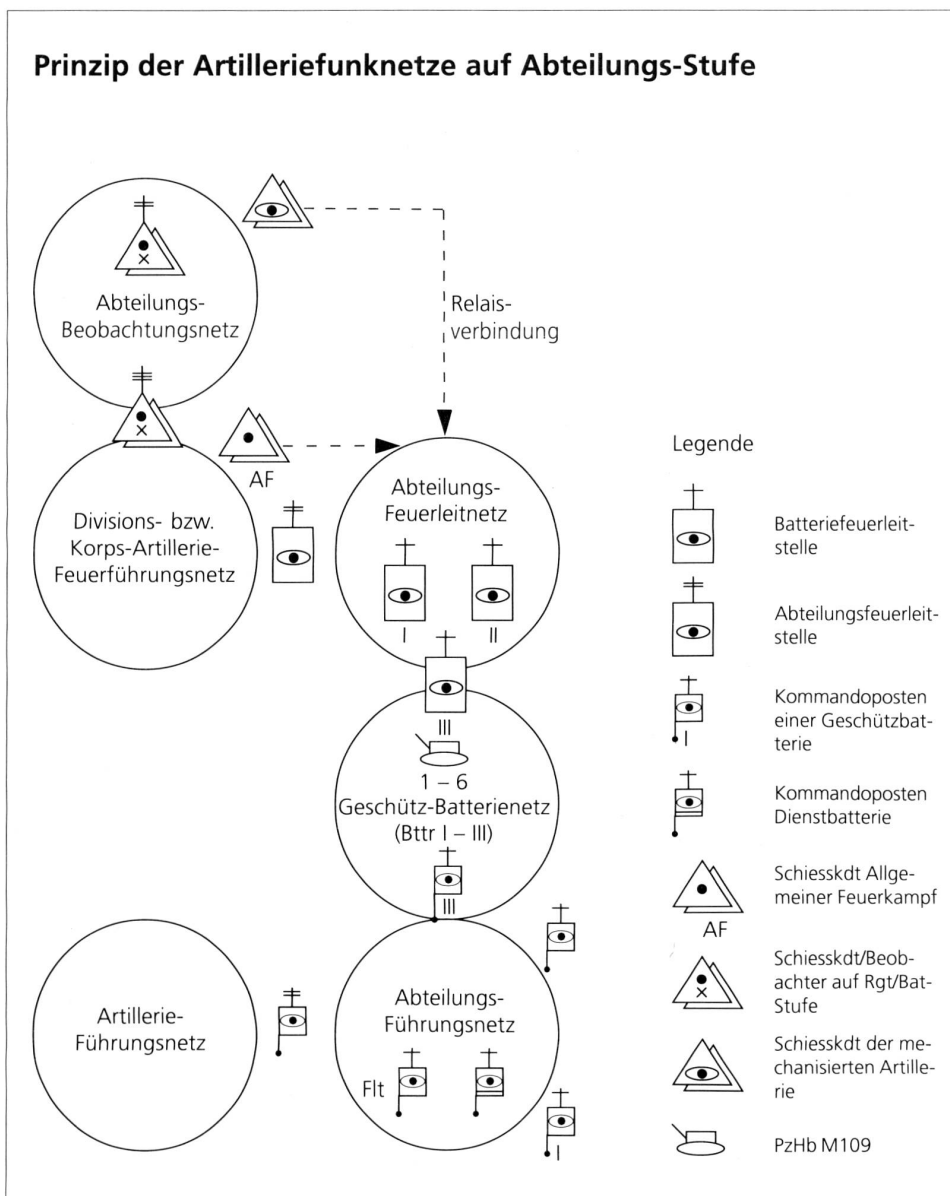 Prinzip der Artilleriefunknetze auf Abteilungs-Stufe
Abteilungs-
Beobachtungsnetz
Relais-
verbindung
AF
Divisions- bzw.
Korps-Artillerie-
Feuerführungsnetz
Abteilungs-
Feuerleitnetz
I
II
III
1 – 6
Geschütz-Batterienetz
(Bttr I – III)
III
Artillerie-
Führungsnetz
Abteilungs-
Führungsnetz
Flt
I
Legende
Batteriefeuerleit-
stelle
Abteilungsfeuerleit-
stelle
I
Kommandoposten
einer Geschützbat-
terie
Kommandoposten
Dienstbatterie
AF
Schiesskdt Allge-
meiner Feuerkampf
Schiesskdt/Beob-
achter auf Rgt/Bat-
Stufe
Schiesskdt der me-
chanisierten Artille-
rie
PzHb M109